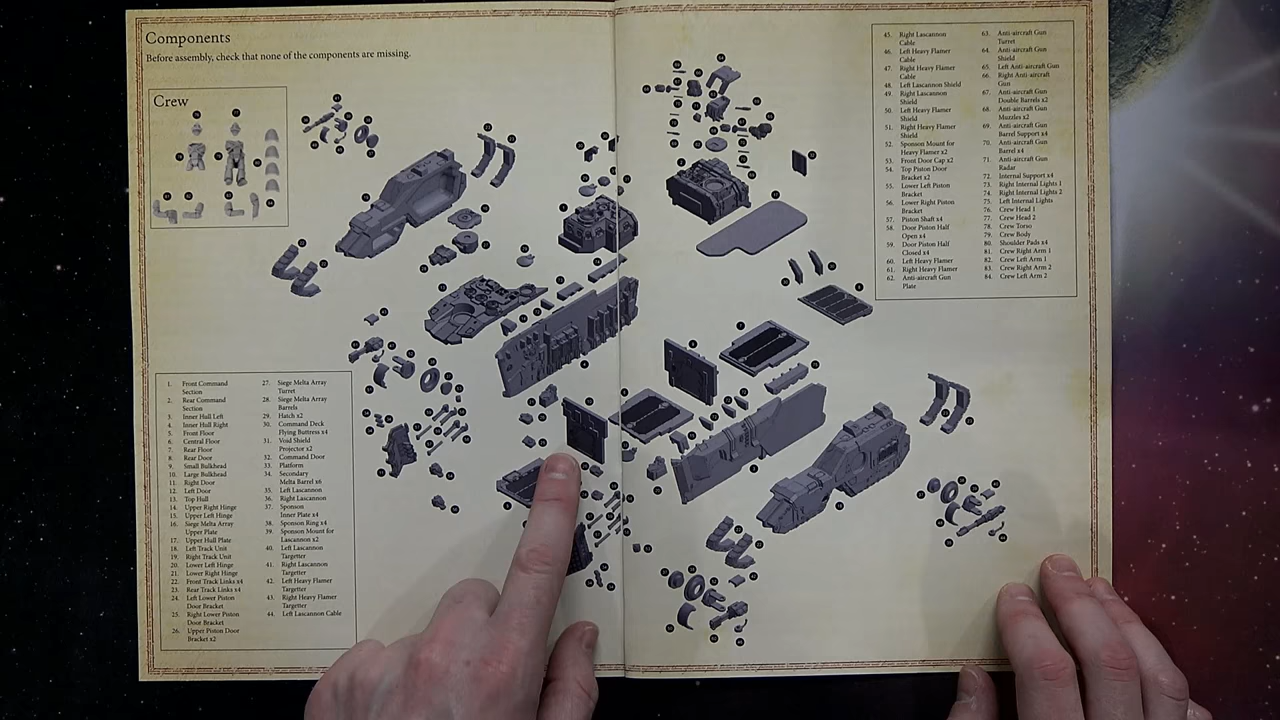 Components
Before assembly, check that none of the components are missing.
Crew
1. Front Command
Section
2. Rear Command
Section
3. Inner Hull Left
4. Inner Hull Right
5. Front Floor
6. Central Floor
7. Rear Floor
8. Rear Door
9. Small Bulkhead
10. Large Bulkhead
11. Right Door
12. Left Door
13. Top Hull
14. Upper Right Hinge
15. Upper Left Hinge
16. Siege Melta Array
Upper Plate
17. Upper Hull Plate
18. Left Track Unit
19. Right Track Unit
20. Lower Left Hinge
21. Lower Right Hinge
22. Front Track Links x4
23. Rear Track Links x4
24. Left Lower Piston
Door Bracket
25. Right Lower Piston
Door Bracket
26. Upper Piston Door
Bracket x2
27. Siege Melta Array
Turret
28. Siege Melta Array
Barrels
29. Hatch x2
30. Command Deck
Flying Buttress x4
31. Void Shield
Projector x2
32. Command Door
33. Platform
34. Secondary
Melta Barrel x6
35. Left Lascannon
36. Right Lascannon
37. Sponson
Inner Plate x4
38. Sponson Ring x4
39. Sponson Mount for
Lascannon x2
40. Left Lascannon
Targetter
41. Right Lascannon
Targetter
42. Left Heavy Flamer
Targetter
43. Right Heavy Flamer
Targetter
44. Left Lascannon Cable
45. Right Lascannon
Cable
46. Left Heavy Flamer
Cable
47. Right Heavy Flamer
Cable
48. Left Lascannon Shield
49. Right Lascannon
Shield
50. Left Heavy Flamer
Shield
51. Right Heavy Flamer
Shield
52. Sponson Mount for
Heavy Flamer x2
53. Front Door Cap x2
54. Top Piston Door
Bracket x2
55. Lower Left Piston
Bracket
56. Lower Right Piston
Bracket
57. Piston Shaft x4
58. Door Piston Half
Open x4
59. Door Piston Half
Closed x4
60. Left Heavy Flamer
61. Right Heavy Flamer
62. Anti-aircraft Gun
Plate
63. Anti-aircraft Gun
Turret
64. Anti-aircraft Gun
Shield
65. Left Anti-aircraft Gun
66. Right Anti-aircraft
Gun
67. Anti-aircraft Gun
Double Barrels x2
68. Anti-aircraft Gun
Muzzles x2
69. Anti-aircraft Gun
Barrel Support x4
70. Anti-aircraft Gun
Barrel x4
71. Anti-aircraft Gun
Radar
72. Internal Support x4
73. Right Internal Lights 1
74. Right Internal Lights 2
75. Left Internal Lights
76. Crew Head 1
77. Crew Head 2
78. Crew Torso
79. Crew Body
80. Shoulder Pads x4
81. Crew Right Arm 1
82. Crew Left Arm 1
83. Crew Right Arm 2
84. Crew Left Arm 2